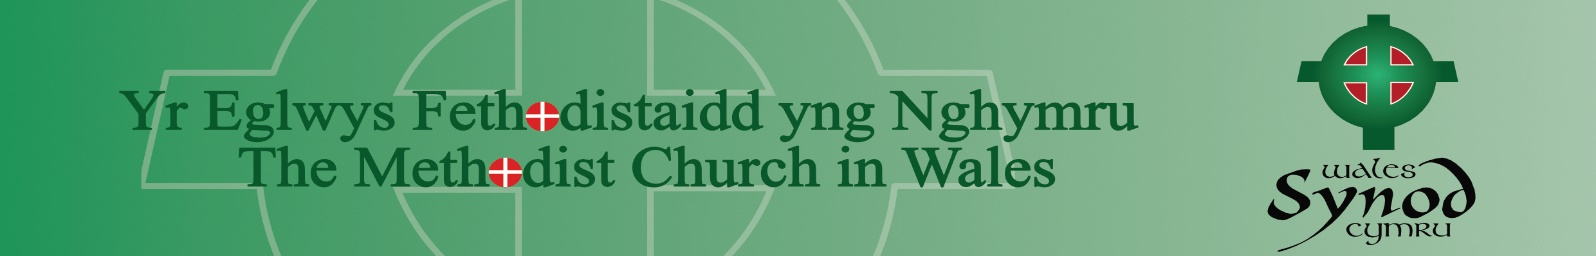 Yr Eglwys Fethodistaidd yng Nghymru
The Methodist Church in Wales
wales
Synod
cymru